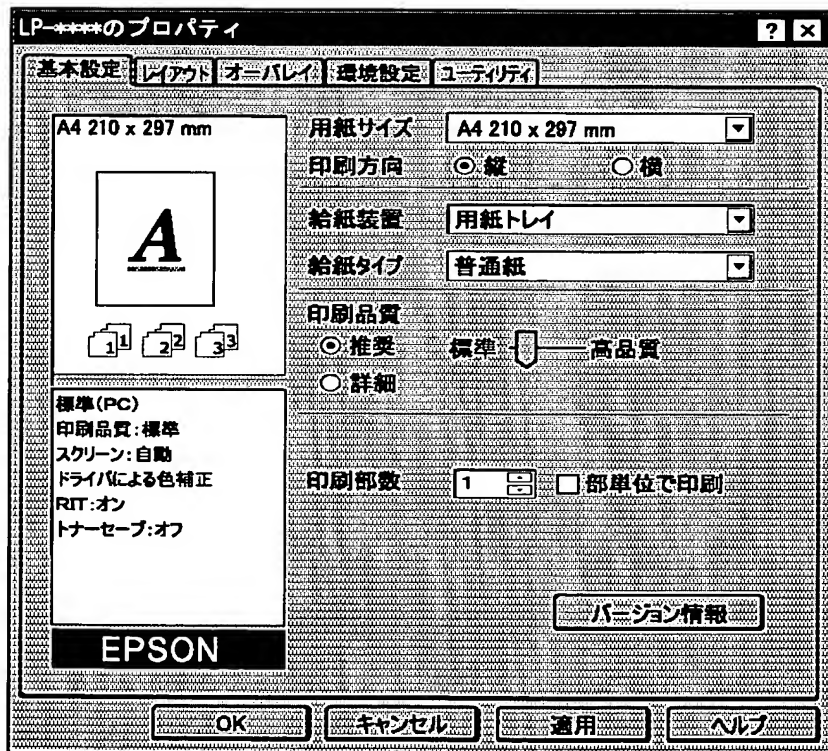 LP-****のプロパティ
基本設定 レイアウト オーバレイ 環境設定 ユーティリティ
A4 210 x 297 mm
A
1 1 2 2 3 3
標準(PC)
印刷品質:標準
スクリーン:自動
ドライバによる色補正
RIT:オン
トナーセーブ:オフ
EPSON
用紙サイズ A4 210 x 297 mm
印刷方向 縦 横
給紙装置 用紙トレイ
給紙タイプ 普通紙
印刷品質
推奨 標準 高品質
詳細
印刷部数 1 部単位で印刷
バージョン情報
OK キャンセル 適用 ヘルプ